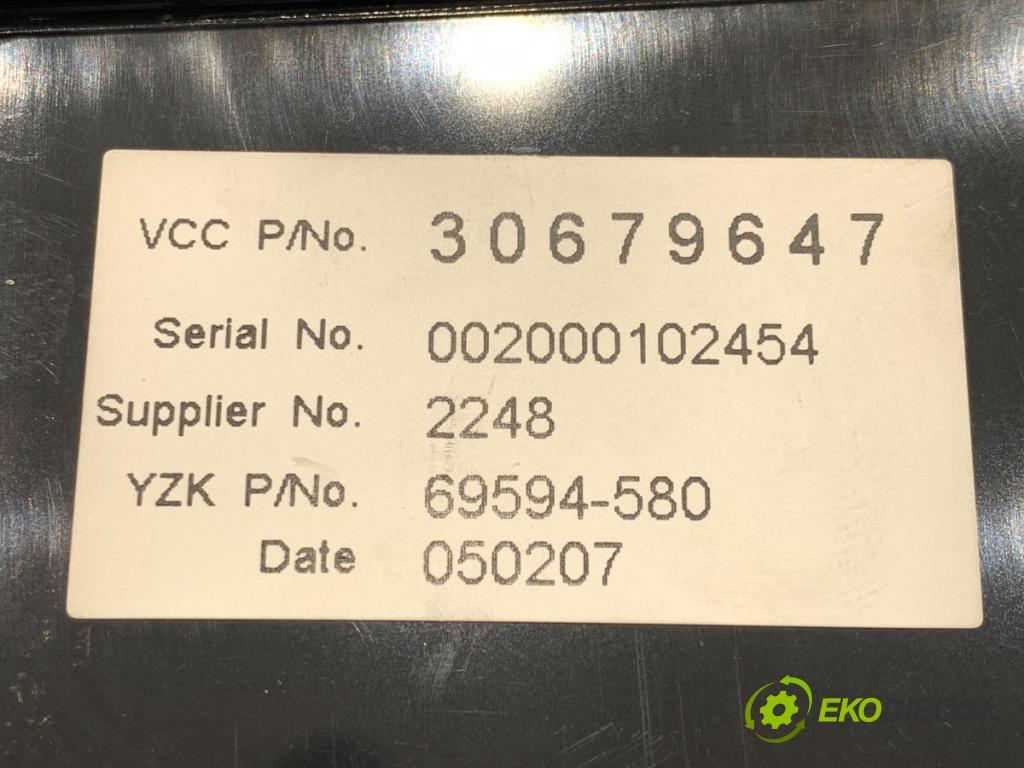 VCC P/No. 30679647
Serial No. 002000102454
Supplier No. 2248
YZK P/No. 69594-580
Date 050207
EKO